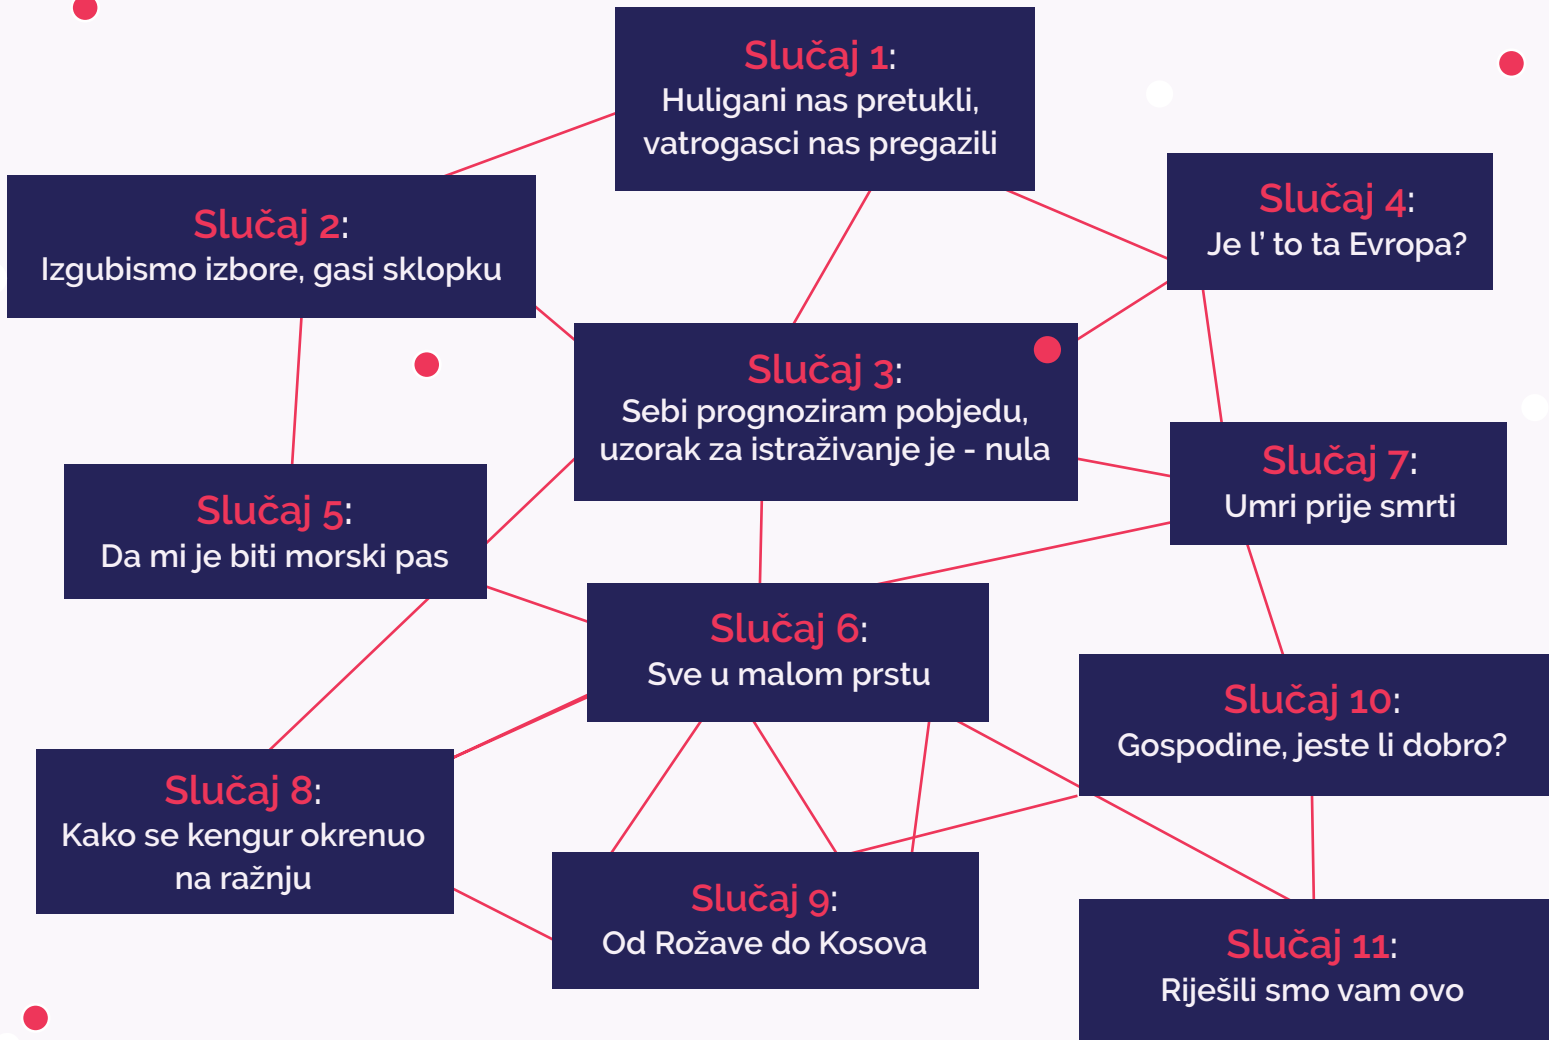 Slučaj 1:
Huligani nas pretukli,
vatrogasci nas pregazili
Slučaj 2:
Izgubismo izbore, gasi sklopku
Slučaj 3:
Sebi prognoziram pobjedu,
uzorak za istraživanje je - nula
Slučaj 4:
Je l’ to ta Evropa?
Slučaj 5:
Da mi je biti morski pas
Slučaj 6:
Sve u malom prstu
Slučaj 7:
Umri prije smrti
Slučaj 8:
Kako se kengur okrenuo
na ražnju
Slučaj 9:
Od Rožave do Kosova
Slučaj 10:
Gospodine, jeste li dobro?
Slučaj 11:
Riješili smo vam ovo